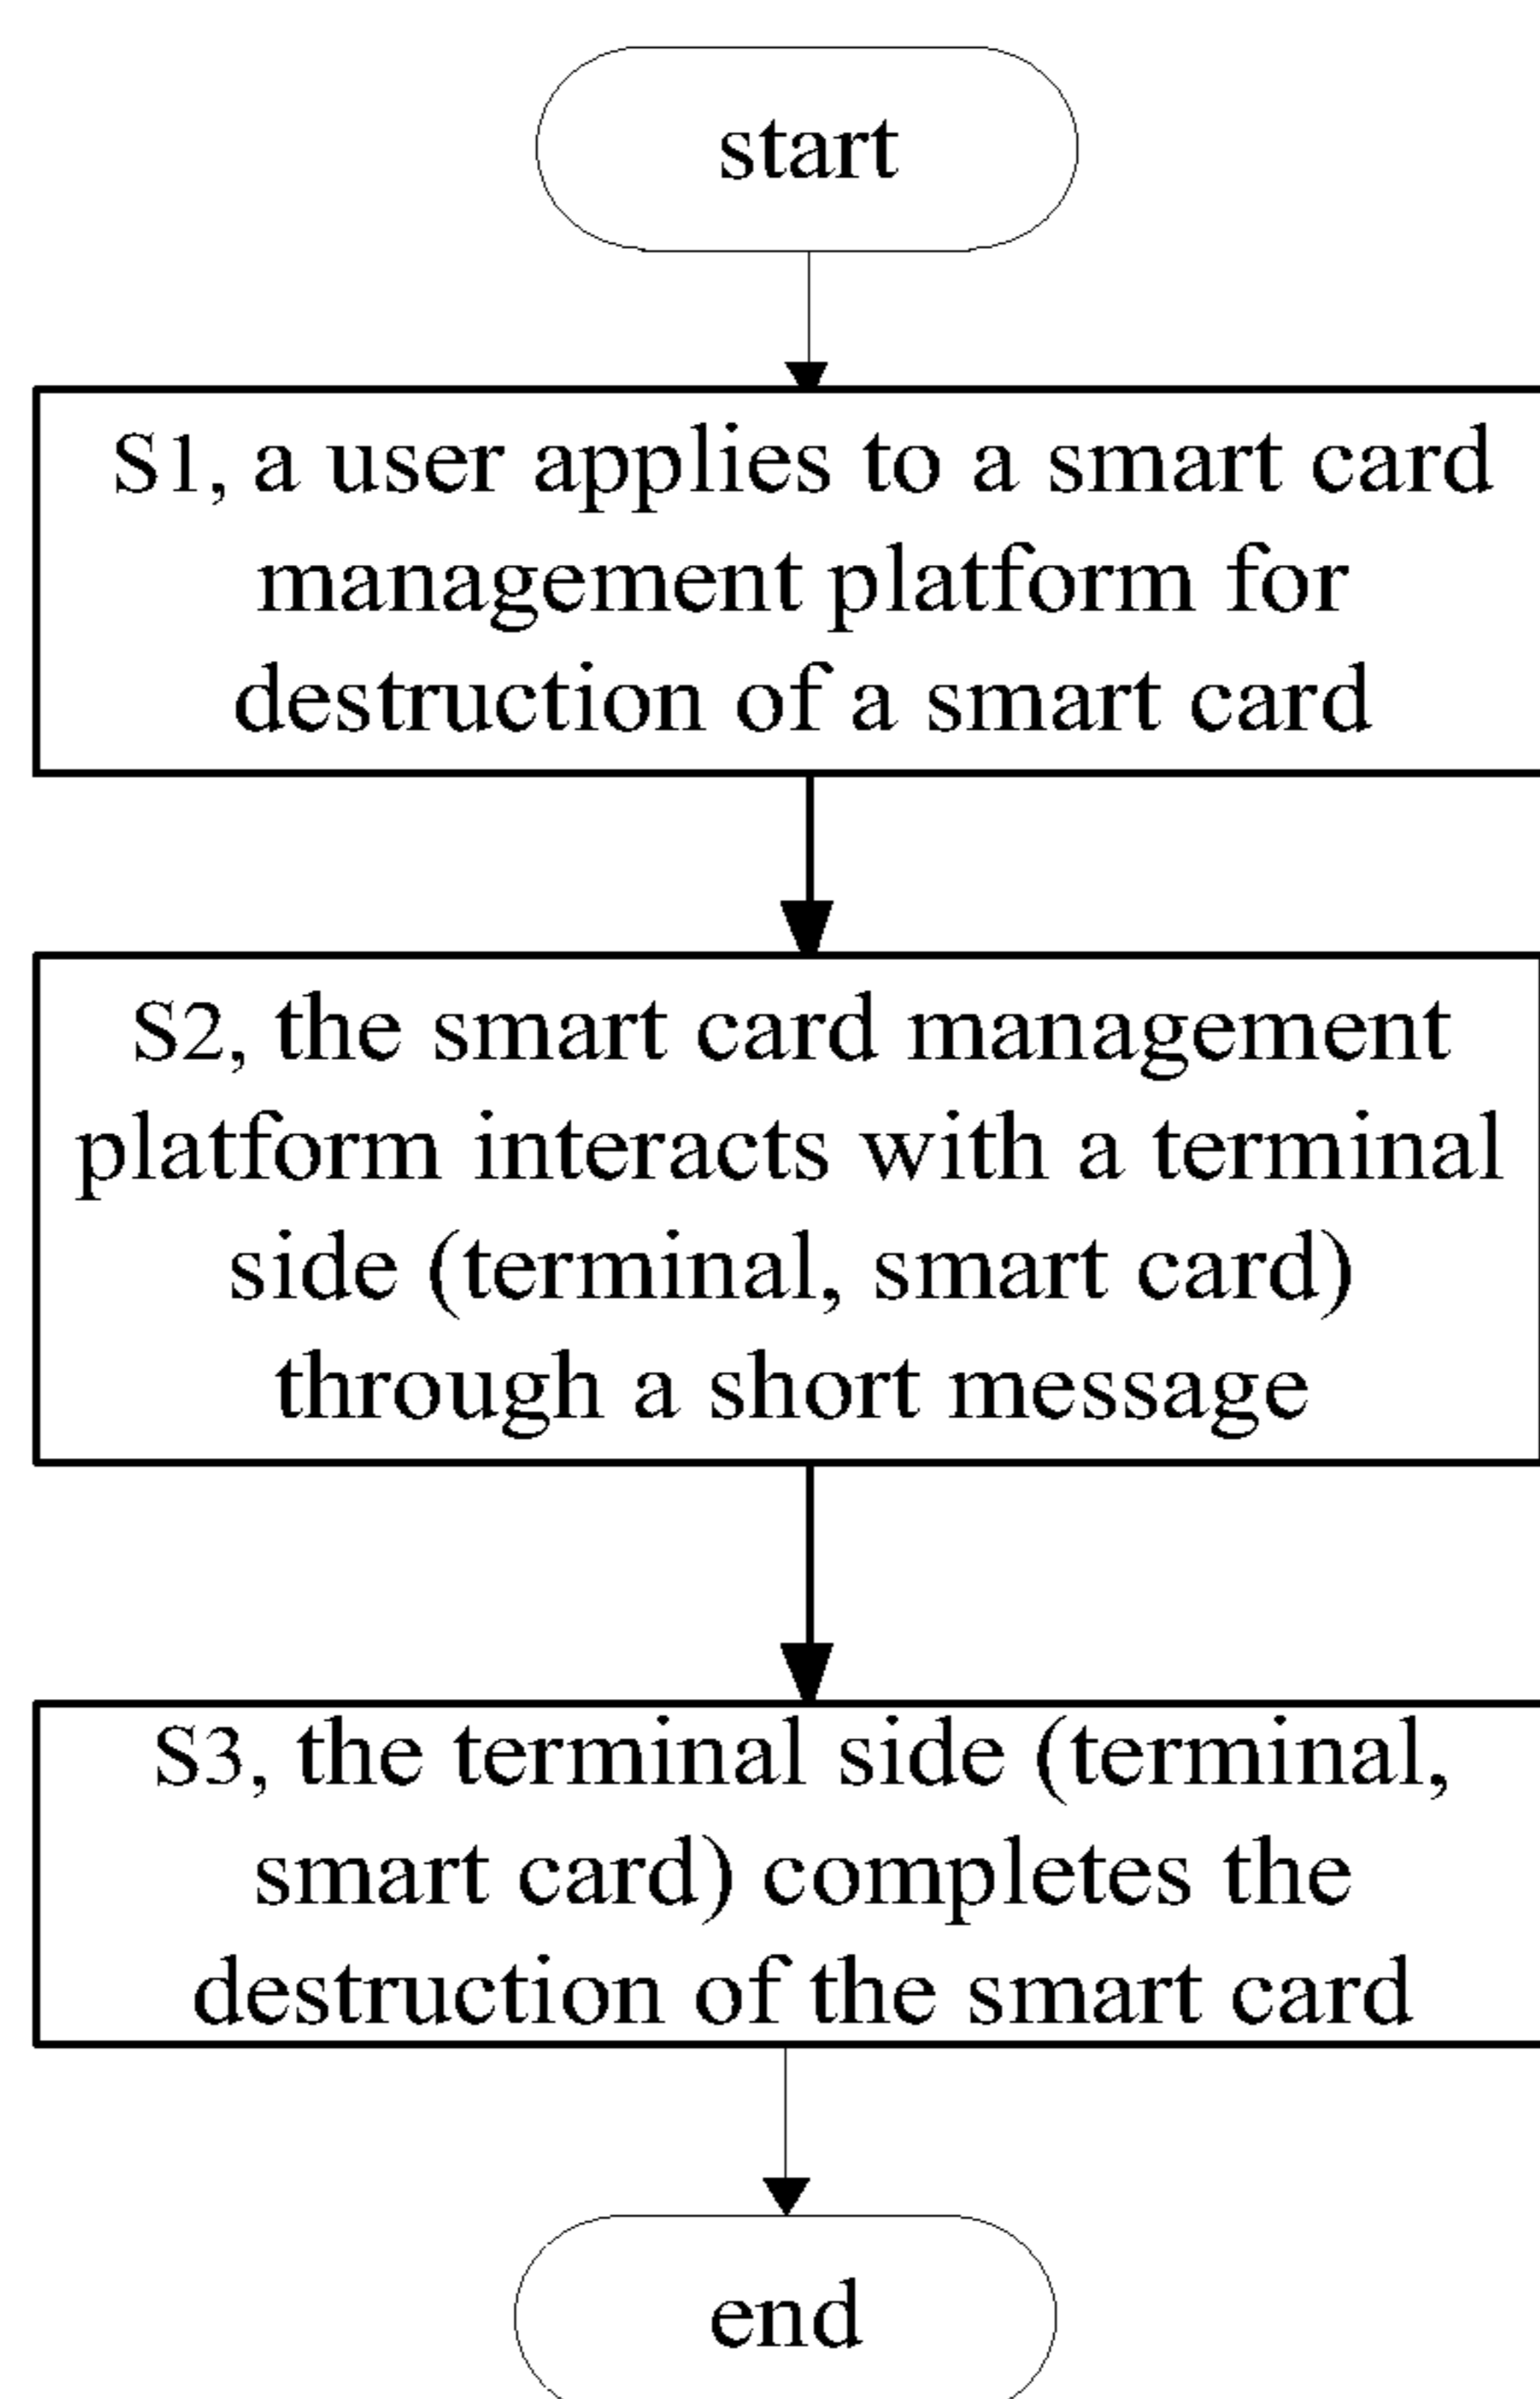 start
S1, a user applies to a smart card
management platform for
destruction of a smart card
S2, the smart card management
platform interacts with a terminal
side (terminal, smart card)
through a short message
S3, the terminal side (terminal,
smart card) completes the
destruction of the smart card
end